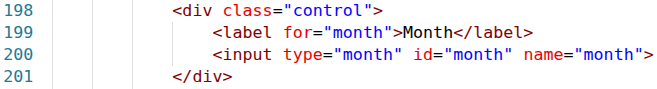 198 <div class="control">
199 <label for="month">Month</label>
200 <input type="month" id="month" name="month">
201 </div>